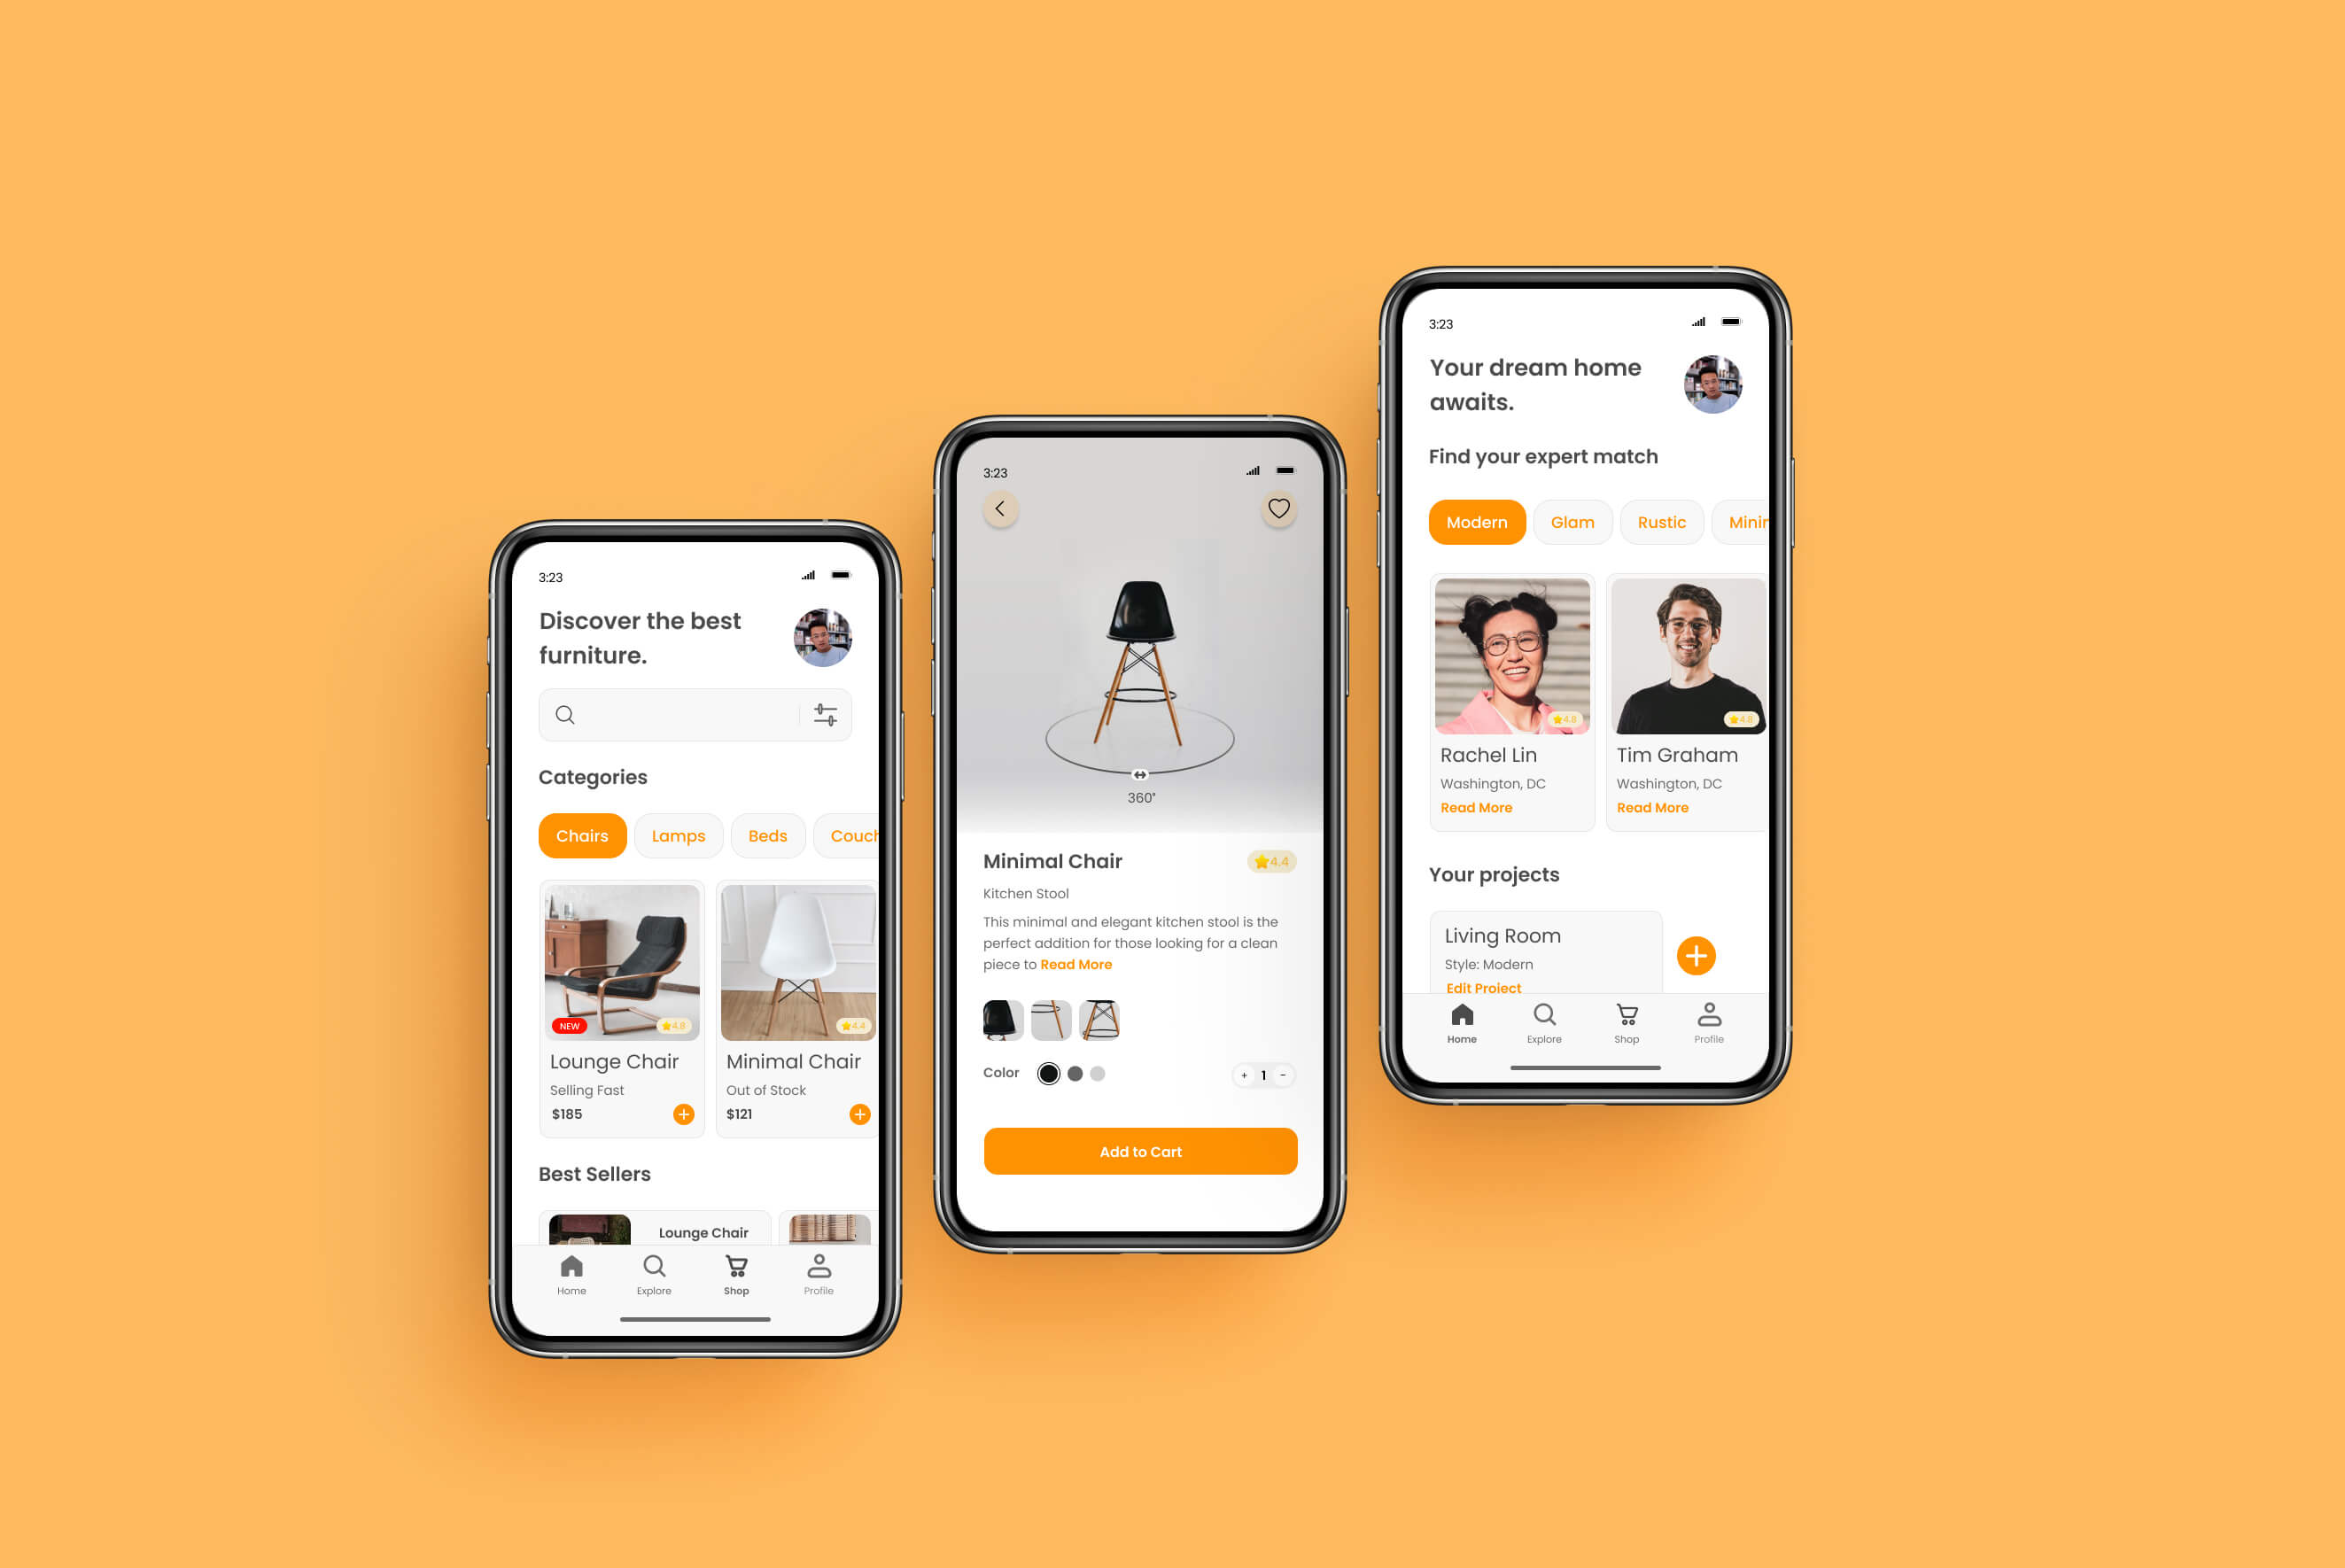 3:23
Discover the best
furniture.
Categories
Chairs
Lamps
Beds
Couch
NEW
4.8
4.4
Lounge Chair
Selling Fast
$185
Minimal Chair
Out of Stock
$121
Best Sellers
Lounge Chair
Home
Explore
Shop
Profile
3:23
360°
Minimal Chair
4.4
Kitchen Stool
This minimal and elegant kitchen stool is the
perfect addition for those looking for a clean
piece to Read More
Color
+ 1 -
Add to Cart
3:23
Your dream home
awaits.
Find your expert match
Modern
Glam
Rustic
4.8
4.8
Rachel Lin
Washington, DC
Read More
Tim Graham
Washington, DC
Read More
Your projects
Living Room
Style: Modern
Edit Project
Home
Explore
Shop
Profile